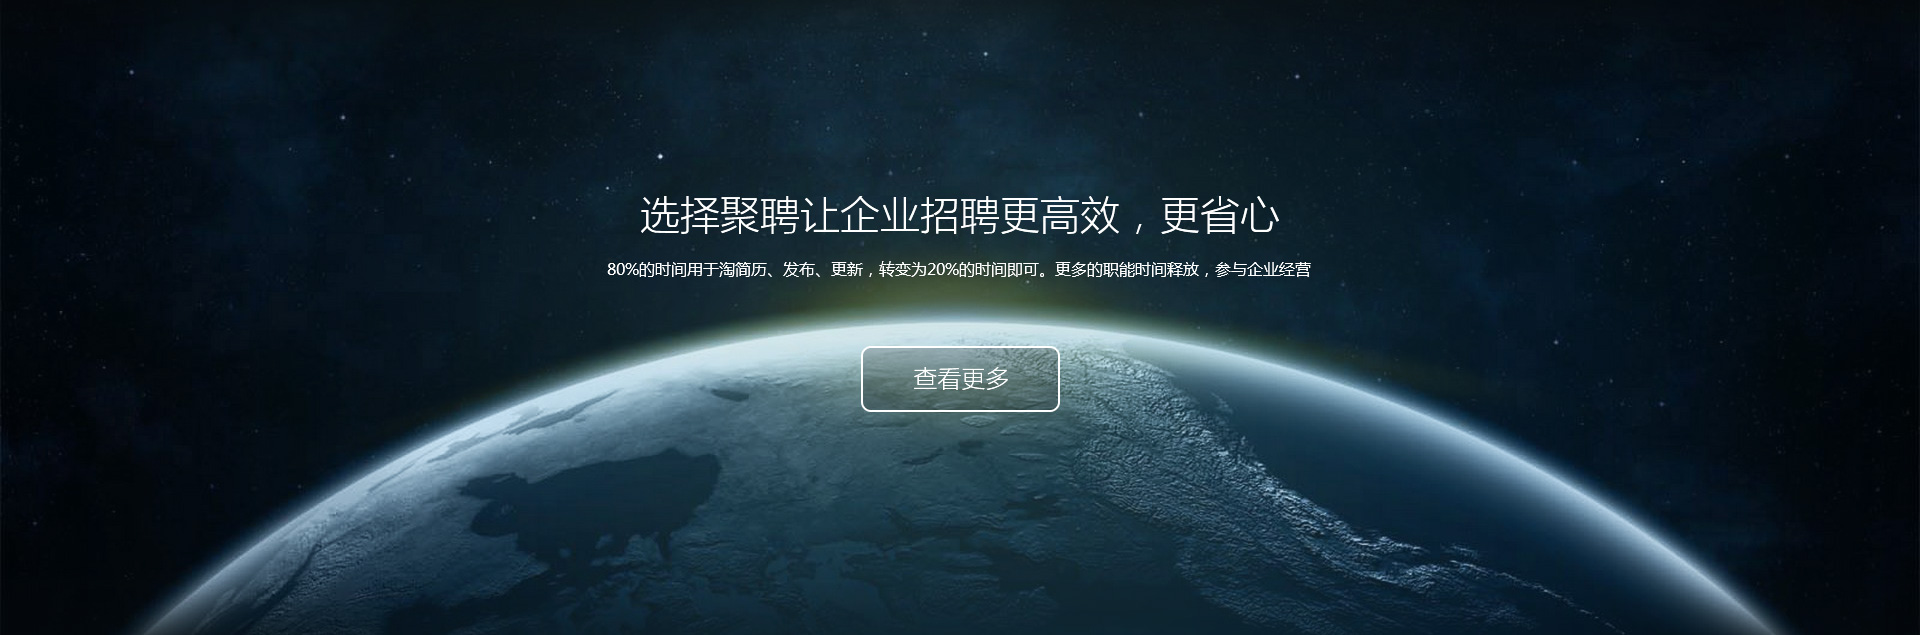 选择聚聘让企业招聘更高效，更省心
80%的时间用于淘简历、发布、更新，转变为20%的时间即可。更多的职能时间释放，参与企业经营
查看更多